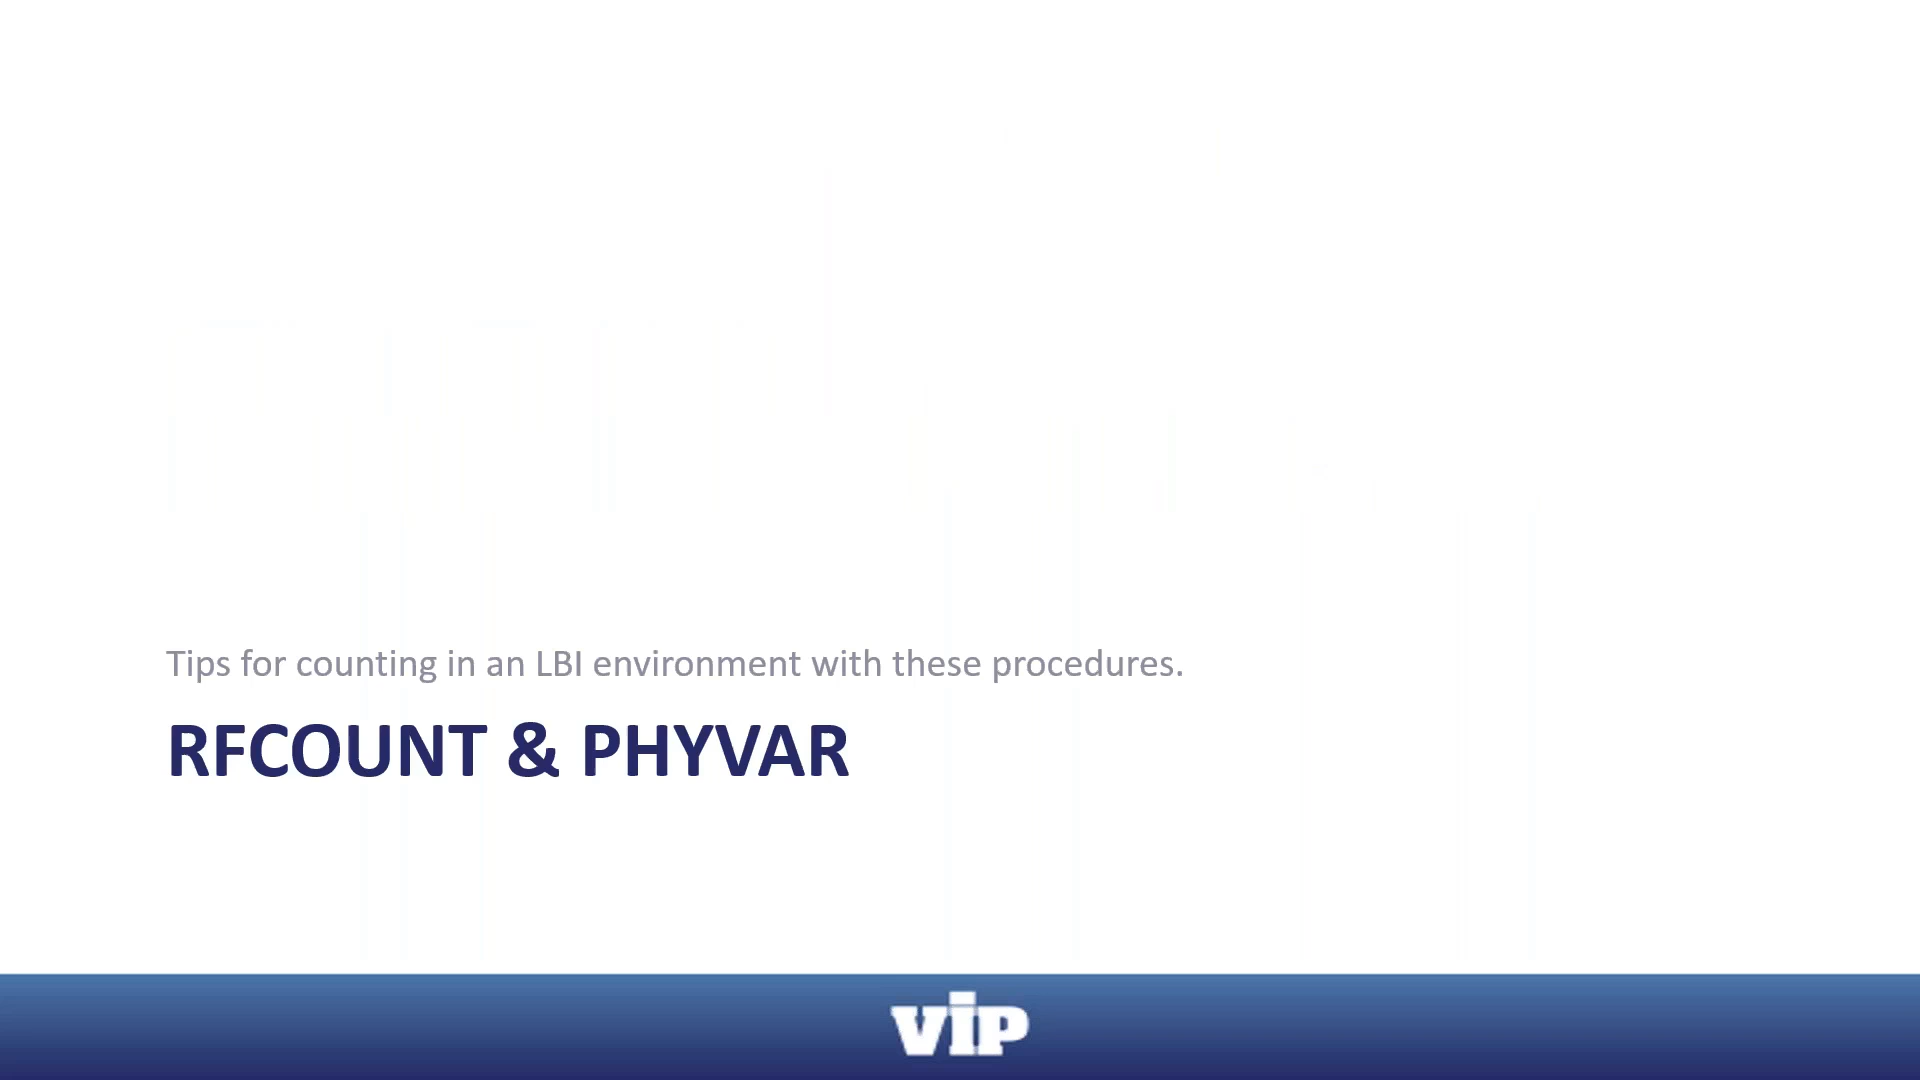 Tips for counting in an LBI environment with these procedures.
RFCOUNT & PHYVAR
vip